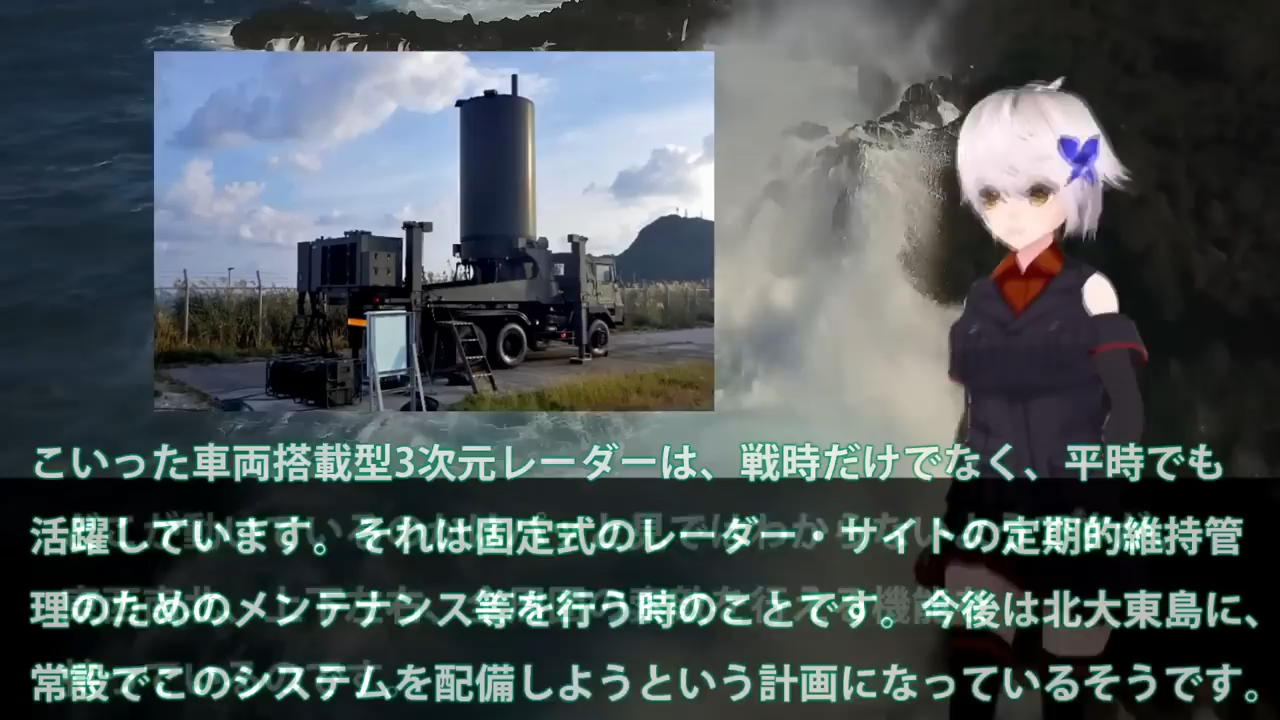 こいった車両搭載型3次元レーダーは、戦時だけでなく、平時でも
活躍しています。それは固定式のレーダー・サイトの定期的維持管
理のためのメンテナンス等を行う時のことです。今後は北大東島に、
常設でこのシステムを配備しようという計画になっているそうです。